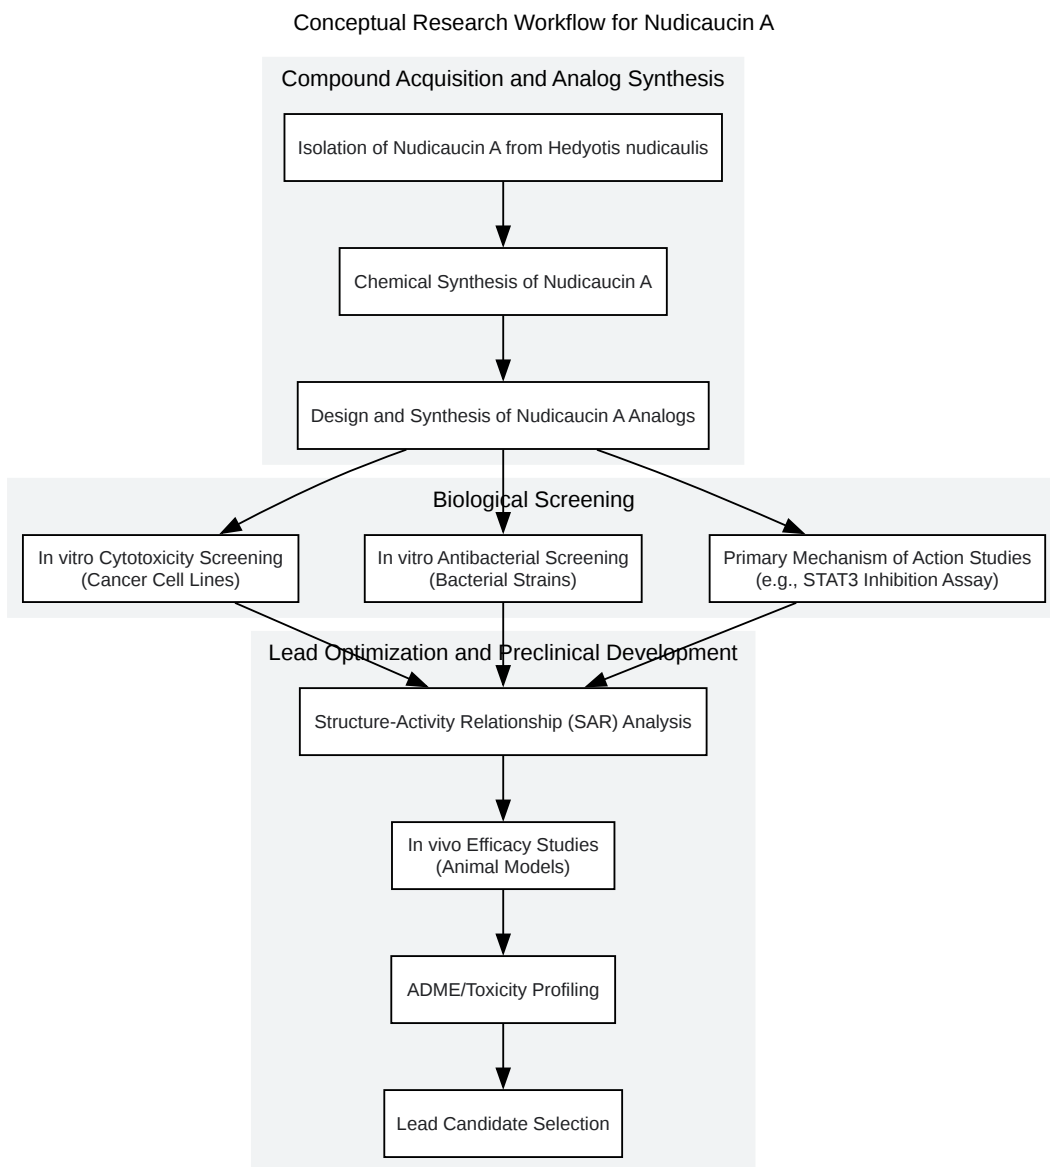 Conceptual Research Workflow for Nudicaucin A
Compound Acquisition and Analog Synthesis
Isolation of Nudicaucin A from Hedyotis nudicaulis
Chemical Synthesis of Nudicaucin A
Design and Synthesis of Nudicaucin A Analogs
Biological Screening
In vitro Cytotoxicity Screening
(Cancer Cell Lines)
In vitro Antibacterial Screening
(Bacterial Strains)
Primary Mechanism of Action Studies
(e.g., STAT3 Inhibition Assay)
Lead Optimization and Preclinical Development
Structure-Activity Relationship (SAR) Analysis
In vivo Efficacy Studies
(Animal Models)
ADME/Toxicity Profiling
Lead Candidate Selection